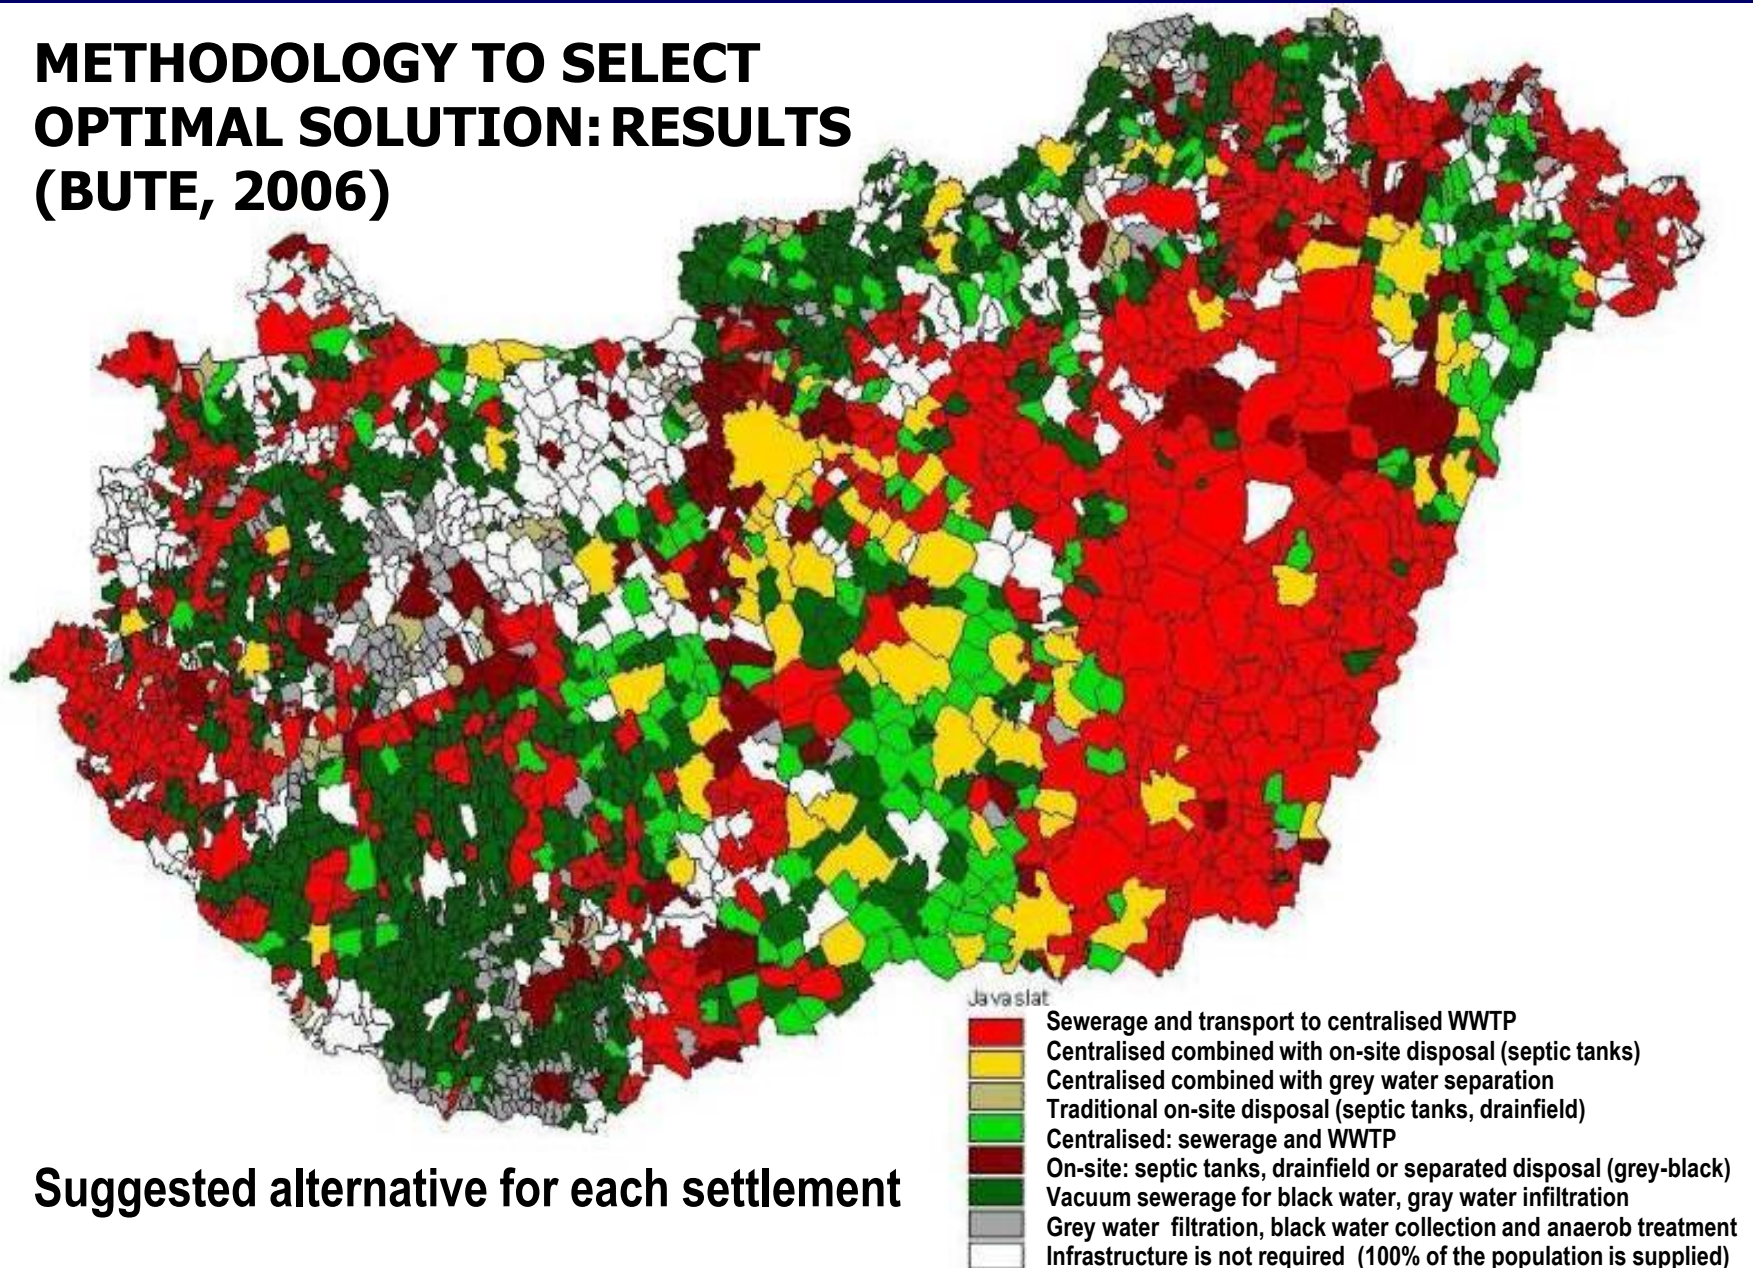 METHODOLOGY TO SELECT
OPTIMAL SOLUTION: RESULTS
(BUTE, 2006)
Javaslat
Sewerage and transport to centralised WWTP
Centralised combined with on-site disposal (septic tanks)
Centralised combined with grey water separation
Traditional on-site disposal (septic tanks, drainfield)
Centralised: sewerage and WWTP
On-site: septic tanks, drainfield or separated disposal (grey-black)
Vacuum sewerage for black water, gray water infiltration
Grey water filtration, black water collection and anaerob treatment
Infrastructure is not required (100% of the population is supplied)
Suggested alternative for each settlement